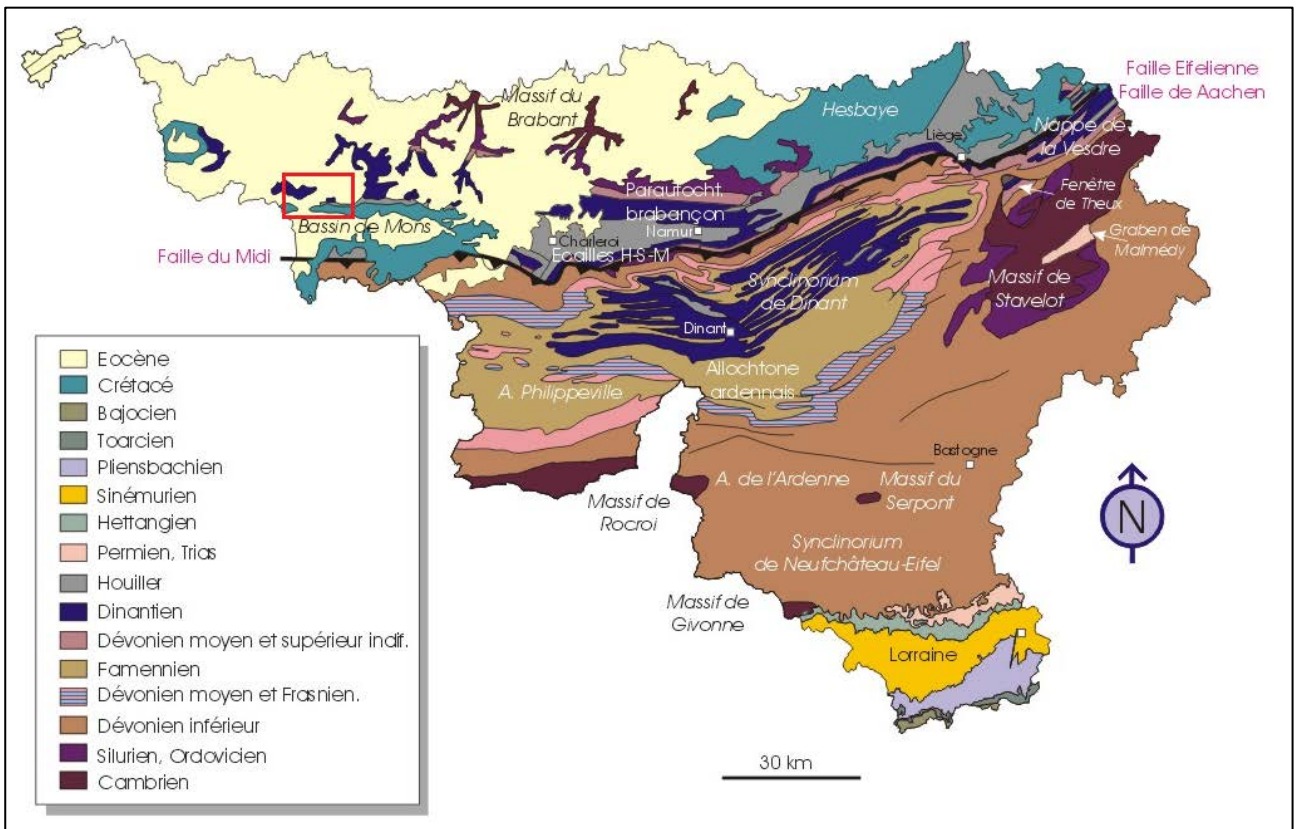 Faille Eifelienne
Faille de Aachen
Massif du
Brabant
Hesbaye
Liège
Nappe de
la Vesdre
Parautocht.
brabançon
Fenêtre
de Theux
Bassin de Mons
Namur
Charleroi
Ecailles H-S-M
Graben de
Malmédy
Faille du Midi
Synclinorium
de Dinant
Massif de
Stavelot
Dinant
Allochtone
ardennais
A. Philippeville
Bastogne
A. de l'Ardenne
Massif du
Serpont
Massif de
Rocroi
Synclinorium
de Neufchâteau-Eifel
Massif de
Givonne
Lorraine
N
30 km
Eocène
Crétacé
Bajocien
Toarcien
Pliensbachien
Sinémurien
Hettangien
Permien, Trias
Houiller
Dinantien
Dévonien moyen et supérieur indif.
Famennien
Dévonien moyen et Frasnien.
Dévonien inférieur
Silurien, Ordovicien
Cambrien